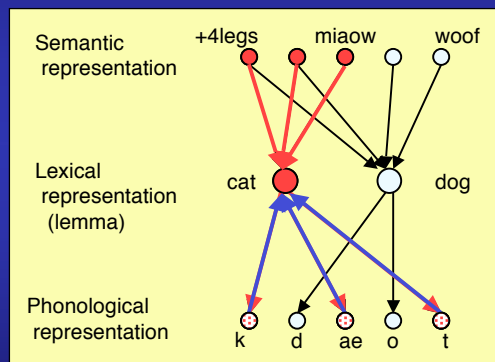 Semantic +4legs miaow woof
representation
Lexical
representation cat dog
(lemma)
Phonological
representation k d ae o t